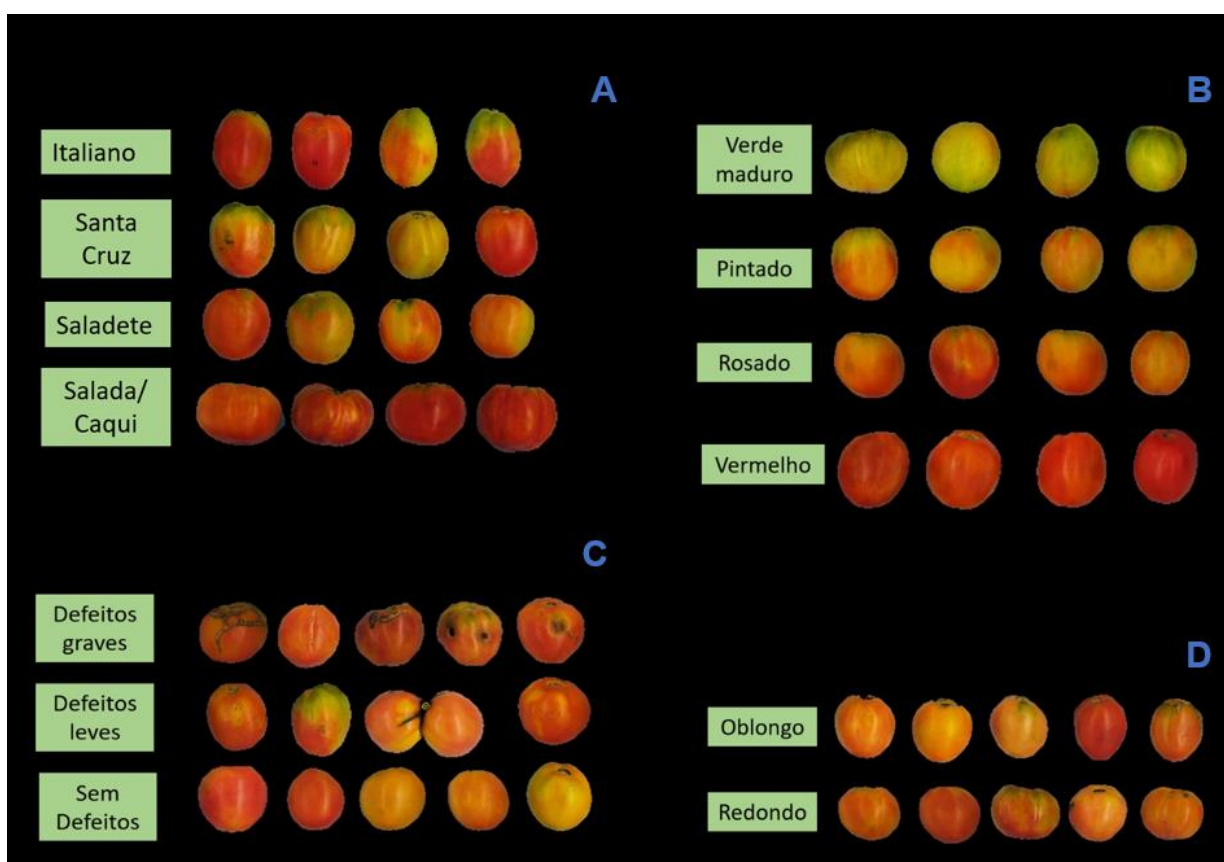 A
Italiano
Santa
Cruz
Saladete
Salada/
Caqui
B
Verde
maduro
Pintado
Rosado
Vermelho
C
Defeitos
graves
Defeitos
leves
Sem
Defeitos
D
Oblongo
Redondo